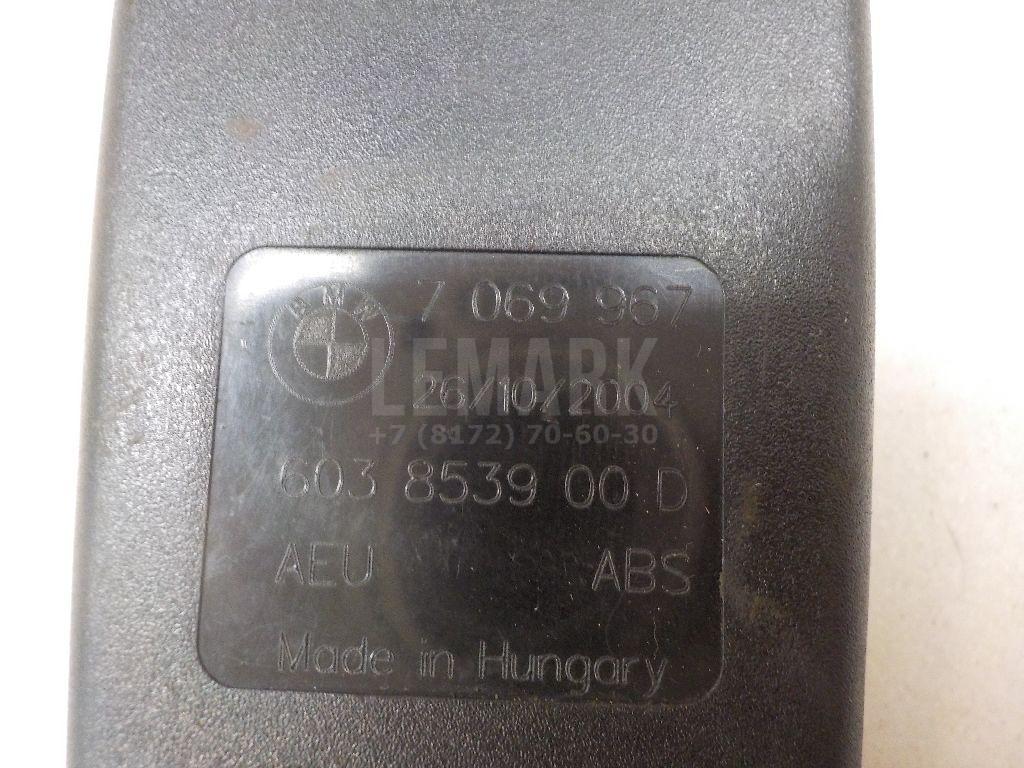 BMW 7 069 967
LEMARK
26/10/2004
+7 (8172) 70-60-30
603 8539 00 D
AEU ABS
Made in Hungary